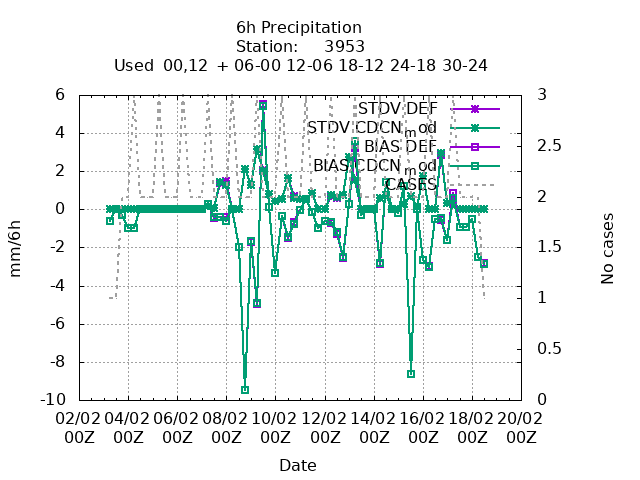 6h Precipitation
Station: 3953
Used 00,12 + 06-00 12-06 18-12 24-18 30-24
STDV DEF
STDV CDCN_mod
BIAS DEF
BIAS CDCN_mod
CASES
6
4
2
0
-2
-4
-6
-8
-10
mm/6h
3
2.5
2
1.5
1
0.5
0
No cases
02/02 04/02 06/02 08/02 10/02 12/02 14/02 16/02 18/02 20/02
00Z 00Z 00Z 00Z 00Z 00Z 00Z 00Z 00Z 00Z
Date